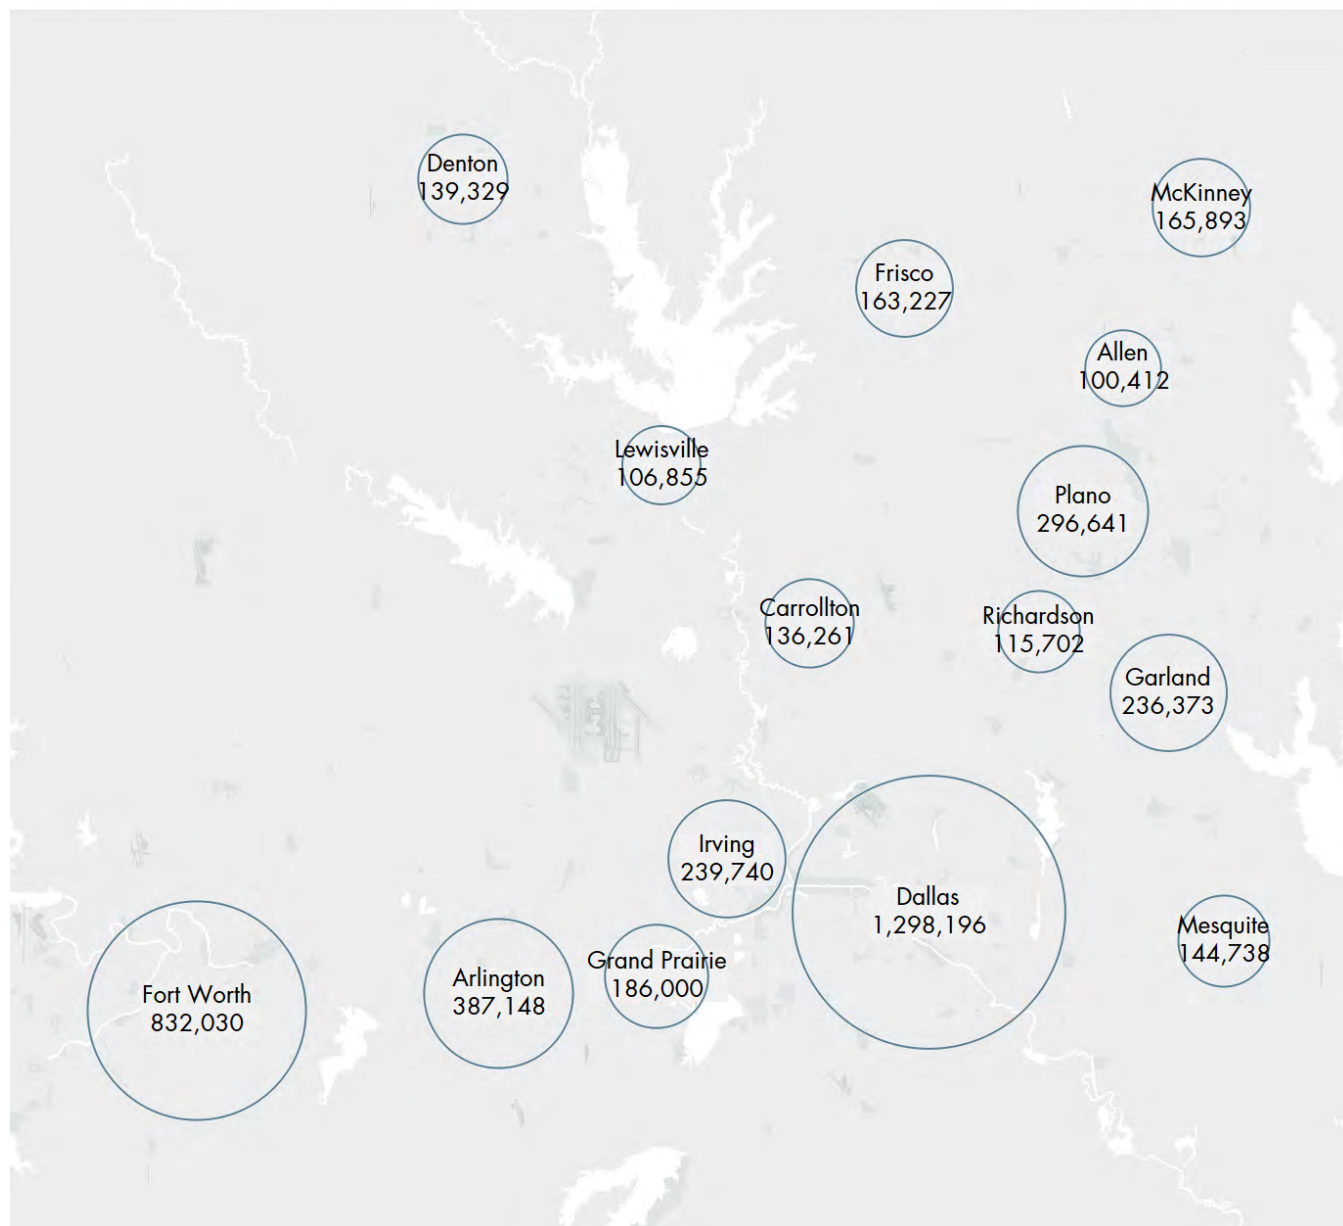 Denton
139,329
McKinney
165,893
Frisco
163,227
Allen
100,412
Lewisville
106,855
Plano
296,641
Carrollton
136,261
Richardson
115,702
Garland
236,373
Irving
239,740
Dallas
1,298,196
Mesquite
144,738
Grand Prairie
186,000
Arlington
387,148
Fort Worth
832,030